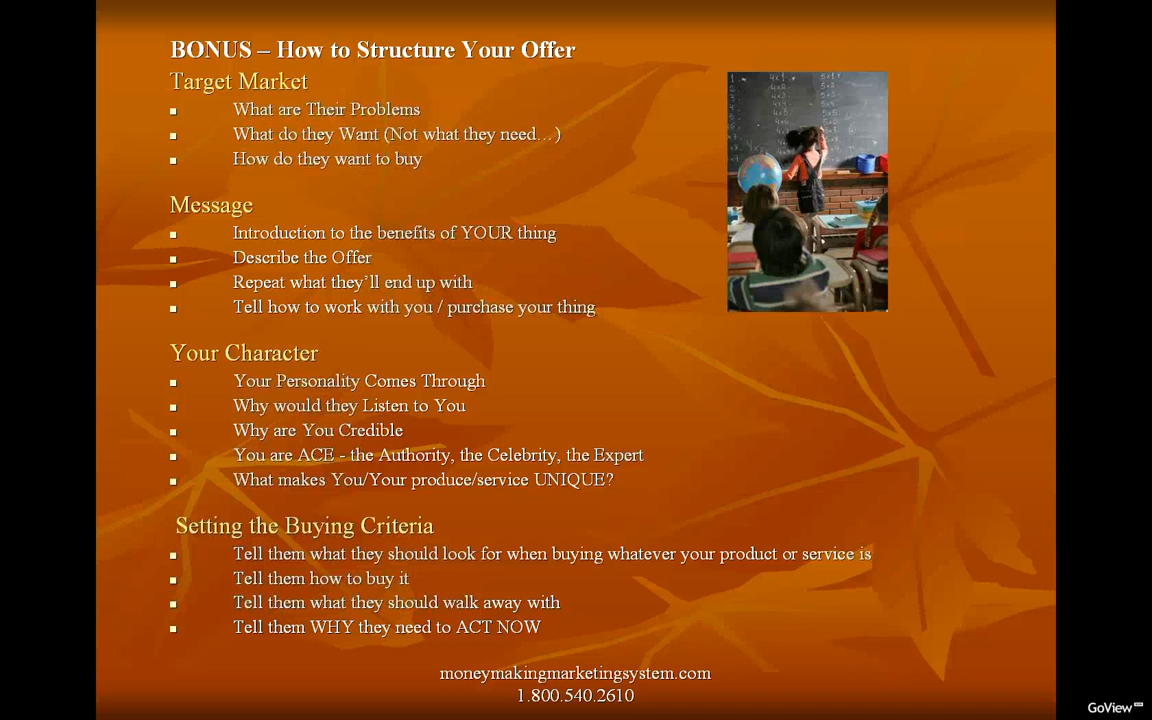 BONUS – How to Structure Your Offer
Target Market
▪ What are Their Problems
▪ What do they Want (Not what they need…)
▪ How do they want to buy
Message
▪ Introduction to the benefits of YOUR thing
▪ Describe the Offer
▪ Repeat what they’ll end up with
▪ Tell how to work with you / purchase your thing
Your Character
▪ Your Personality Comes Through
▪ Why would they Listen to You
▪ Why are You Credible
▪ You are ACE - the Authority, the Celebrity, the Expert
▪ What makes You/Your produce/service UNIQUE?
Setting the Buying Criteria
▪ Tell them what they should look for when buying whatever your product or service is
▪ Tell them how to buy it
▪ Tell them what they should walk away with
▪ Tell them WHY they need to ACT NOW
moneymakingmarketingsystem.com
1.800.540.2610
GoView